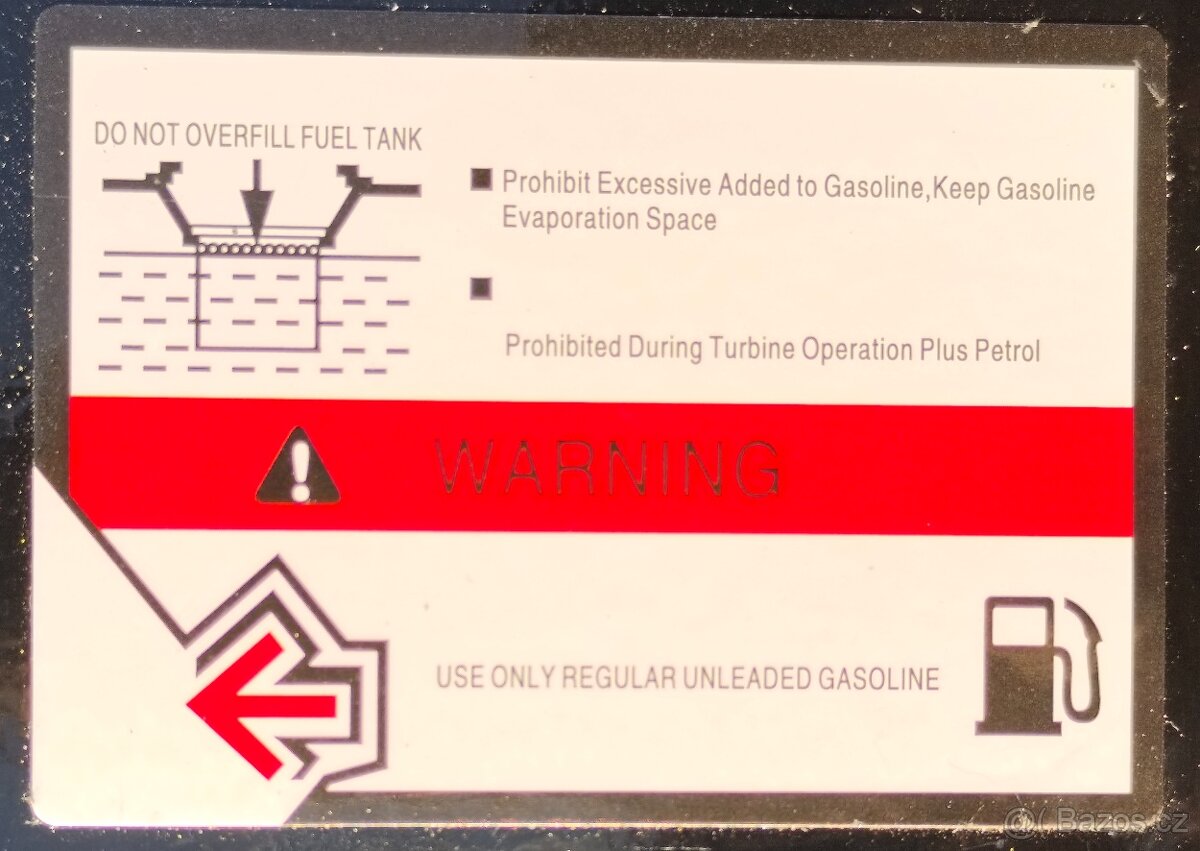 DO NOT OVERFILL FUEL TANK
Prohibit Excessive Added to Gasoline,Keep Gasoline
Evaporation Space
Prohibited During Turbine Operation Plus Petrol
WARNING
USE ONLY REGULAR UNLEADED GASOLINE
@( Bazos.cz